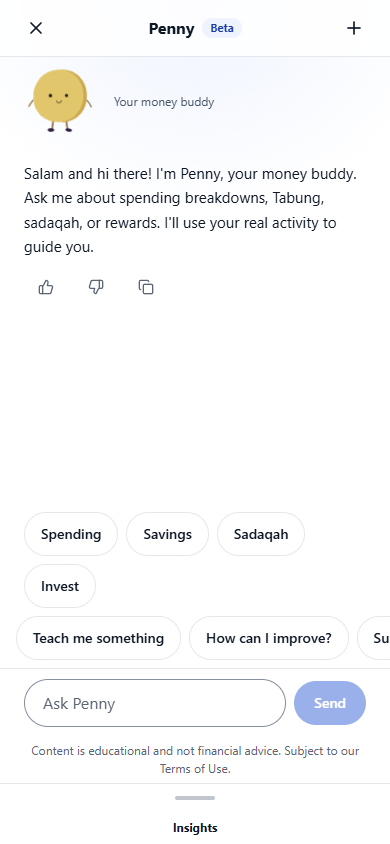 Penny
Beta
Your money buddy
Salam and hi there! I'm Penny, your money buddy.
Ask me about spending breakdowns, Tabung,
sadaqah, or rewards. I'll use your real activity to
guide you.
Spending
Savings
Sadaqah
Invest
Teach me something
How can I improve?
Su
Ask Penny
Send
Content is educational and not financial advice. Subject to our
Terms of Use.
Insights